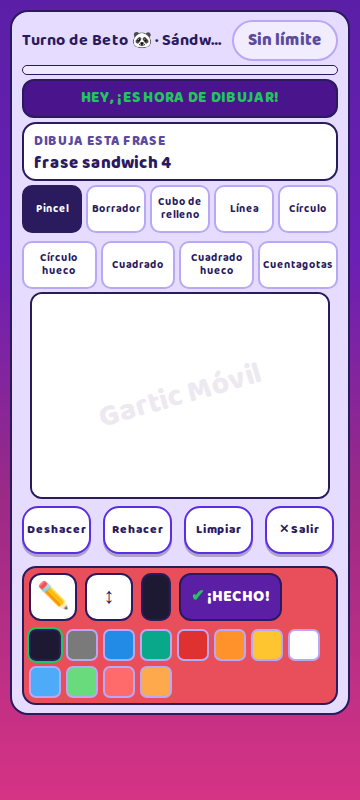 Turno de Beto 🐼 · Sándw...
Sin límite
HEY, ¡ES HORA DE DIBUJAR!
DIBUJA ESTA FRASE
frase sandwich 4
Pincel
Borrador
Cubo de
relleno
Línea
Círculo
Círculo
hueco
Cuadrado
Cuadrado
hueco
Cuentagotas
Gartic Móvil
Deshacer
Rehacer
Limpiar
✕ Salir
✔ ¡HECHO!